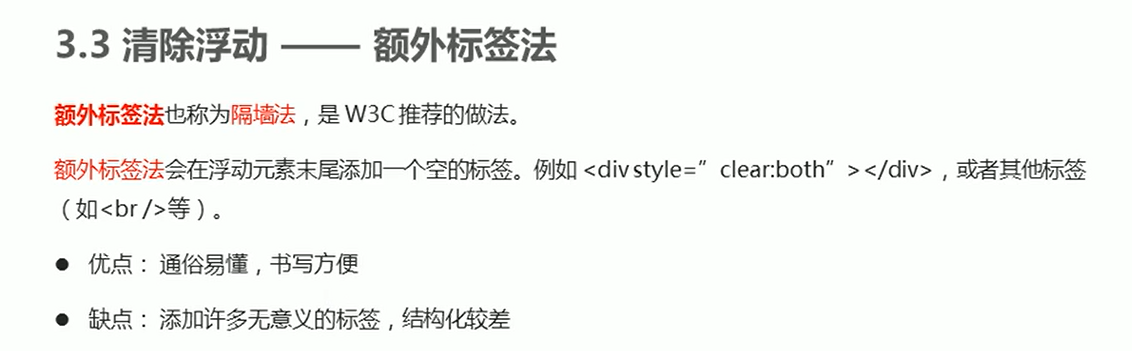 3.3 清除浮动 —— 额外标签法
额外标签法也称为隔墙法，是 W3C 推荐的做法。
额外标签法会在浮动元素末尾添加一个空的标签。例如 <div style=”clear:both”></div>，或者其他标签
（如<br />等）。
● 优点： 通俗易懂，书写方便
● 缺点： 添加许多无意义的标签，结构化较差